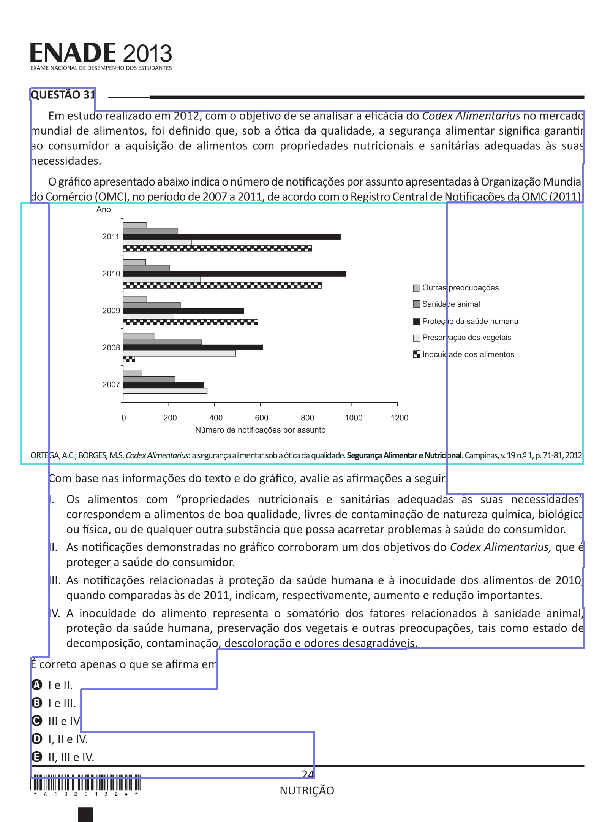 ENADE 2013
EXAME NACIONAL DE DESEMPENHO DOS ESTUDANTES
QUESTÃO 31
Em estudo realizado em 2012, com o objetivo de se analisar a eficácia do Codex Alimentarius no mercado
mundial de alimentos, foi definido que, sob a ótica da qualidade, a segurança alimentar significa garantir
ao consumidor a aquisição de alimentos com propriedades nutricionais e sanitárias adequadas às suas
necessidades.
O gráfico apresentado abaixo indica o número de notificações por assunto apresentadas à Organização Mundial
do Comércio (OMC), no período de 2007 a 2011, de acordo com o Registro Central de Notificações da OMC (2011).
Ano
2011
2010
2009
2008
2007
Outras preocupações
Sanidade animal
Proteção da saúde humana
Preservação dos vegetais
Inocuidade dos alimentos
0 200 400 600 800 1000 1200
Número de notificações por assunto
ORTEGA, A.C.; BORGES, M.S. Codex Alimentarius: a segurança alimentar sob a ótica da qualidade. Segurança Alimentar e Nutricional. Campinas, v. 19 n.º 1, p. 71-81, 2012.
Com base nas informações do texto e do gráfico, avalie as afirmações a seguir.
I. Os alimentos com “propriedades nutricionais e sanitárias adequadas às suas necessidades”
correspondem a alimentos de boa qualidade, livres de contaminação de natureza química, biológica
ou física, ou de qualquer outra substância que possa acarretar problemas à saúde do consumidor.
II. As notificações demonstradas no gráfico corroboram um dos objetivos do Codex Alimentarius, que é
proteger a saúde do consumidor.
III. As notificações relacionadas à proteção da saúde humana e à inocuidade dos alimentos de 2010,
quando comparadas às de 2011, indicam, respectivamente, aumento e redução importantes.
IV. A inocuidade do alimento representa o somatório dos fatores relacionados à sanidade animal,
proteção da saúde humana, preservação dos vegetais e outras preocupações, tais como estado de
decomposição, contaminação, descoloração e odores desagradáveis.
É correto apenas o que se afirma em
A I e II.
B I e III.
C III e IV.
D I, II e IV.
E II, III e IV.
24
NUTRIÇÃO
* A 1 3 2 0 1 3 2 4 *